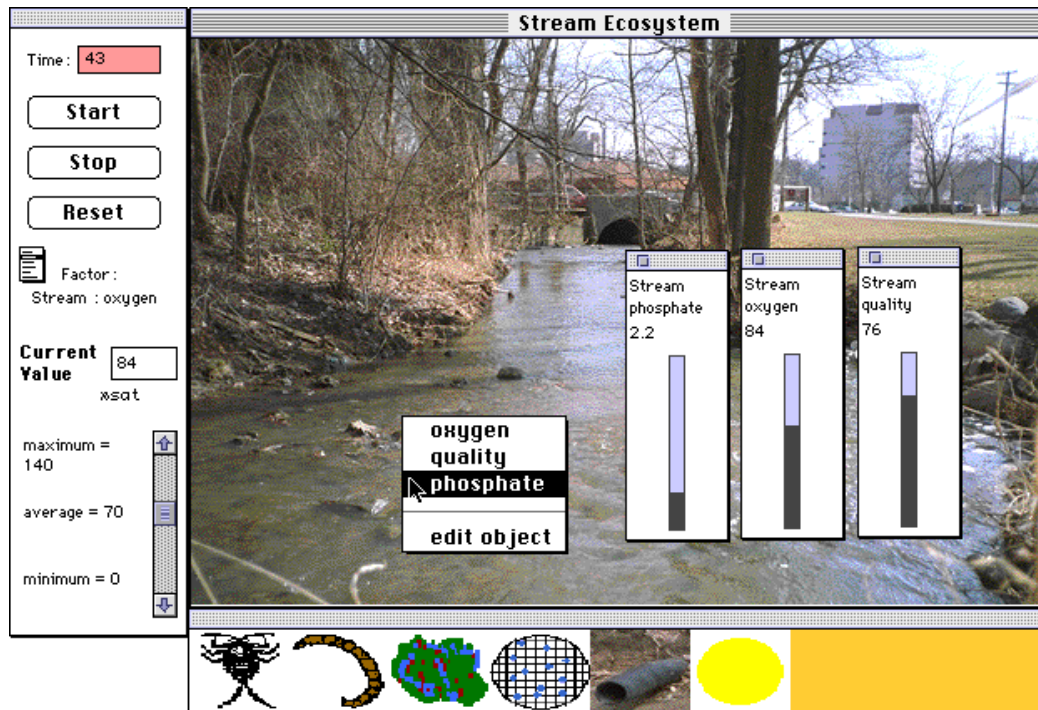 Stream Ecosystem
Time: 43
Start
Stop
Reset
Factor:
Stream : oxygen
Current
Value
84
%sat
maximum =
140
average = 70
minimum = 0
oxygen
quality
phosphate
edit object
Stream
phosphate
2.2
Stream
oxygen
84
Stream
quality
76